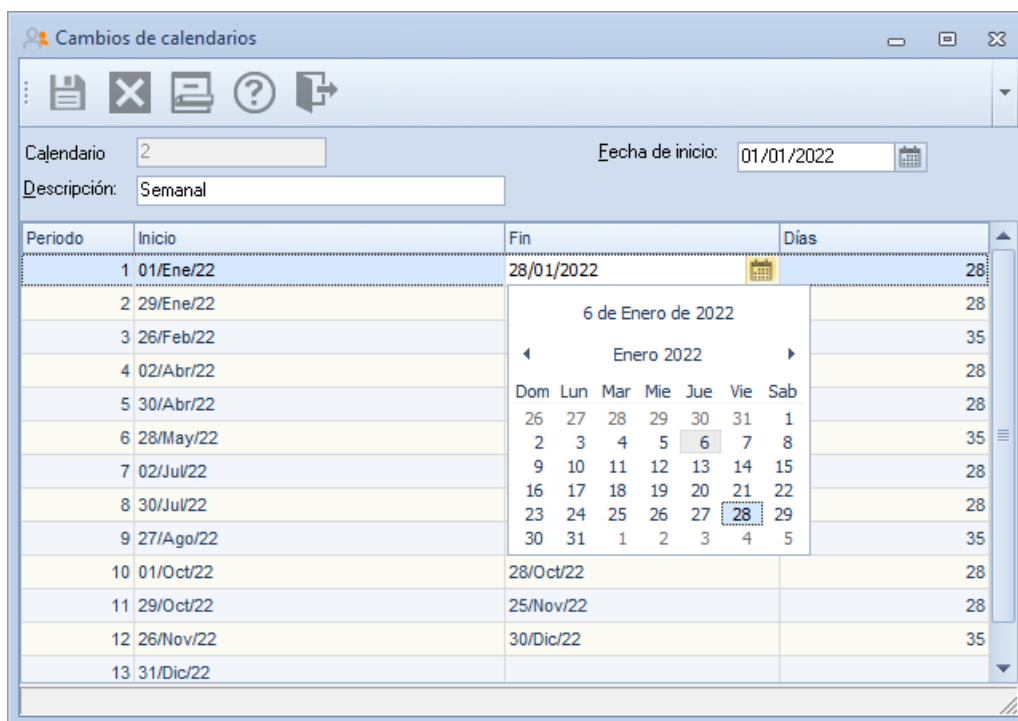 Cambios de calendarios
Calendario 2 Fecha de inicio: 01/01/2022
Descripción: Semanal
Periodo Inicio Fin Días
1 01/Ene/22 28/01/2022 28
2 29/Ene/22 28
3 26/Feb/22 35
4 02/Abr/22 28
5 30/Abr/22 28
6 28/May/22 35
7 02/Jul/22 28
8 30/Jul/22 28
9 27/Ago/22 35
6 de Enero de 2022
Enero 2022
Dom Lun Mar Mie Jue Vie Sab
26 27 28 29 30 31 1
2 3 4 5 6 7 8
9 10 11 12 13 14 15
16 17 18 19 20 21 22
23 24 25 26 27 28 29
30 31 1 2 3 4 5
10 01/Oct/22 28/Oct/22 28
11 29/Oct/22 25/Nov/22 28
12 26/Nov/22 30/Dic/22 35
13 31/Dic/22